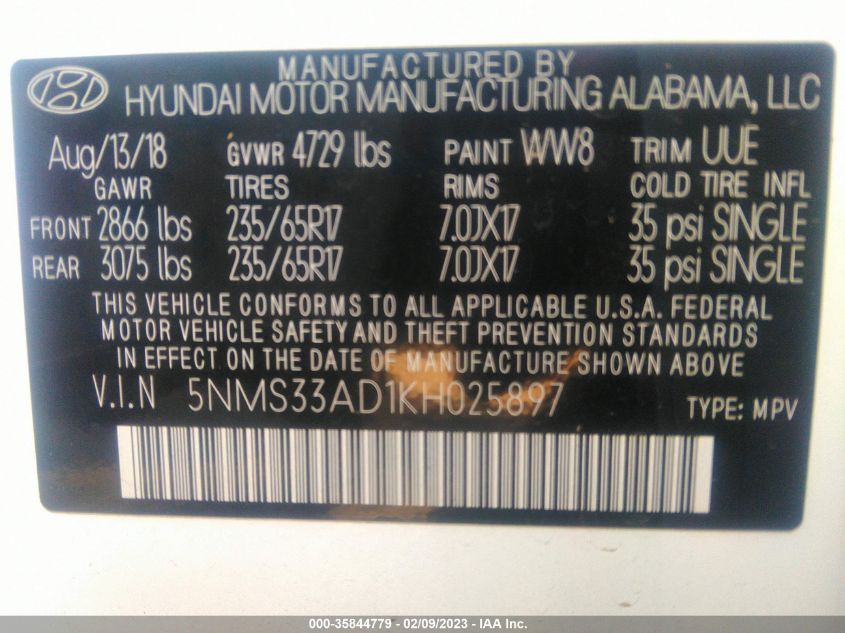 MANUFACTURED BY
HYUNDAI MOTOR MANUFACTURING ALABAMA, LLC
Aug/13/18 GVWR 4729 lbs PAINT WW8 TRIM UUE
GAWR TIRES RIMS COLD TIRE INFL
FRONT 2866 lbs 235/65R17 7.0JX17 35 psi SINGLE
REAR 3075 lbs 235/65R17 7.0JX17 35 psi SINGLE
THIS VEHICLE CONFORMS TO ALL APPLICABLE U.S.A. FEDERAL
MOTOR VEHICLE SAFETY AND THEFT PREVENTION STANDARDS
IN EFFECT ON THE DATE OF MANUFACTURE SHOWN ABOVE
V.I.N 5NMS33AD1KH025897 TYPE: MPV
000-35844779 - 02/09/2023 - IAA Inc.